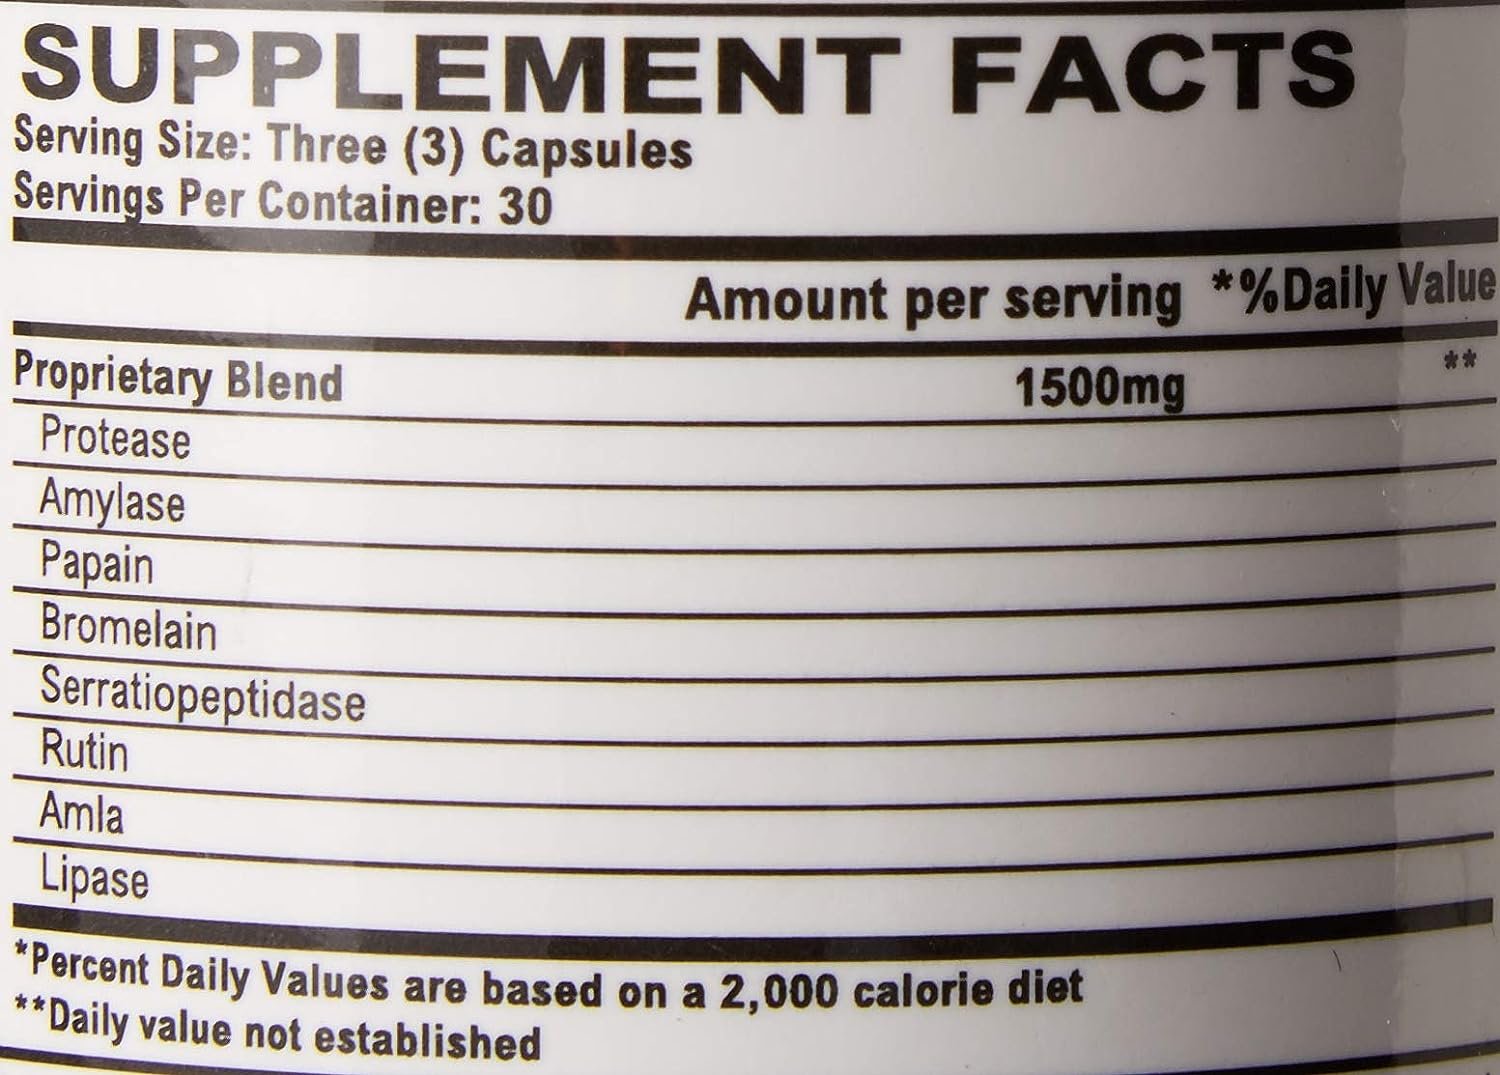 SUPPLEMENT FACTS
Serving Size: Three (3) Capsules
Servings Per Container: 30
Amount per serving *%Daily Value
Proprietary Blend 1500mg **
Protease
Amylase
Papain
Bromelain
Serratiopeptidase
Rutin
Amla
Lipase
*Percent Daily Values are based on a 2,000 calorie diet
**Daily value not established